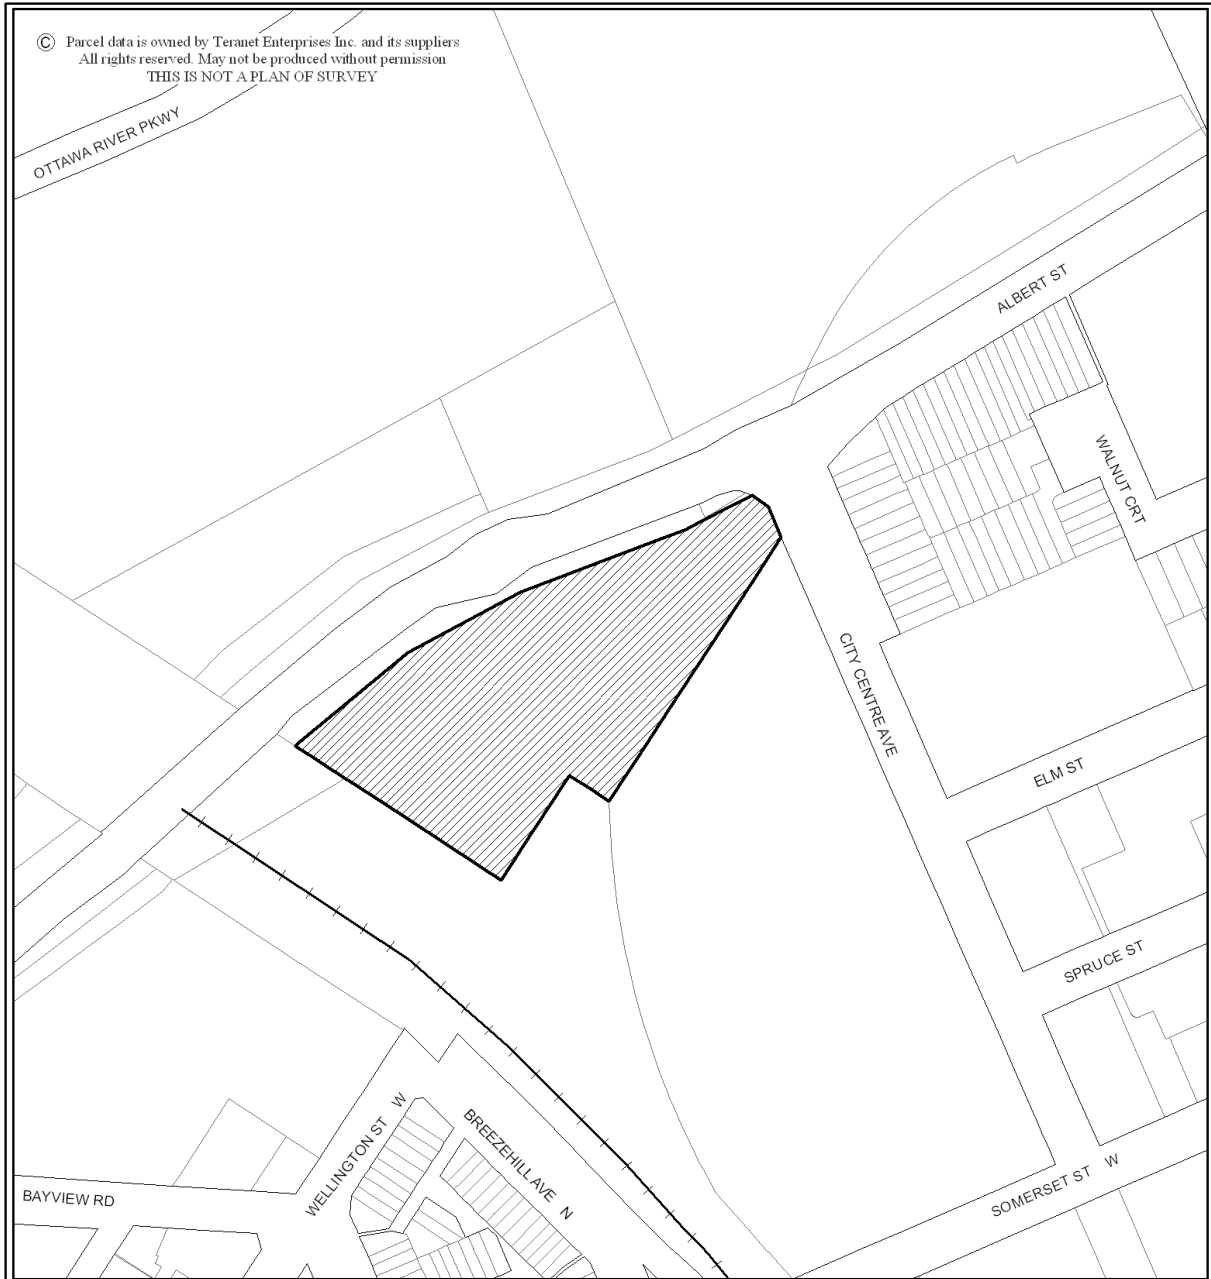 © Parcel data is owned by Teranet Enterprises Inc. and its suppliers
All rights reserved. May not be produced without permission
THIS IS NOT A PLAN OF SURVEY
OTTAWA RIVER PKWY
ALBERT ST
WALNUT CRT
CITY CENTRE AVE
ELM ST
SPRUCE ST
WELLINGTON ST W
BREEZEHILL AVE N
SOMERSET ST W
BAYVIEW RD